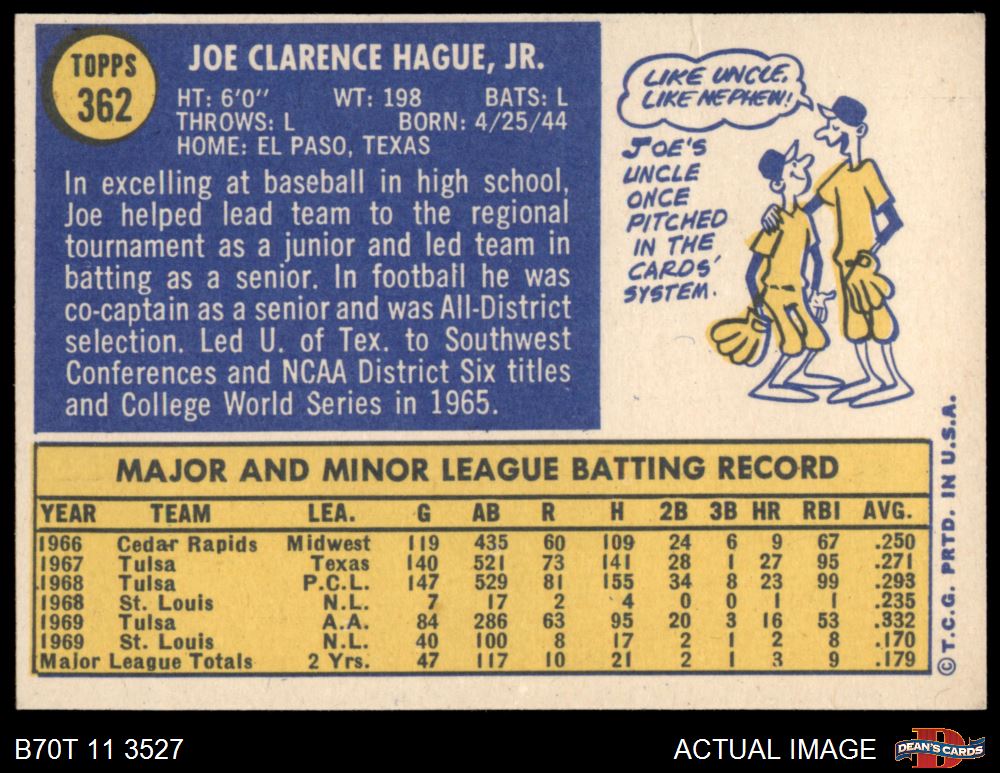 TOPPS
362
JOE CLARENCE HAGUE, JR.
HT: 6'0" WT: 198 BATS: L
THROWS: L BORN: 4/25/44
HOME: EL PASO, TEXAS
In excelling at baseball in high school,
Joe helped lead team to the regional
tournament as a junior and led team in
batting as a senior. In football he was
co-captain as a senior and was All-District
selection. Led U. of Tex. to Southwest
Conferences and NCAA District Six titles
and College World Series in 1965.
LIKE UNCLE,
LIKE NEPHEW!
JOE'S
UNCLE
ONCE
PITCHED
IN THE
CARDS'
SYSTEM.
MAJOR AND MINOR LEAGUE BATTING RECORD
YEAR TEAM LEA. G AB R H 2B 3B HR RBI AVG.
1966 Cedar Rapids Midwest 119 435 60 109 24 6 9 67 .250
1967 Tulsa Texas 140 521 73 141 28 1 27 95 .271
1968 Tulsa P.C.L. 147 529 81 155 34 8 23 99 .293
1968 St. Louis N.L. 7 17 2 4 0 0 1 1 .235
1969 Tulsa A.A. 84 286 63 95 20 3 16 53 .332
1969 St. Louis N.L. 40 100 8 17 2 1 2 8 .170
Major League Totals 2 Yrs. 47 117 10 21 2 1 3 9 .179
© T.C.G. PRTD. IN U.S.A.
B70T 11 3527
ACTUAL IMAGE
D
DEAN'S CARDS